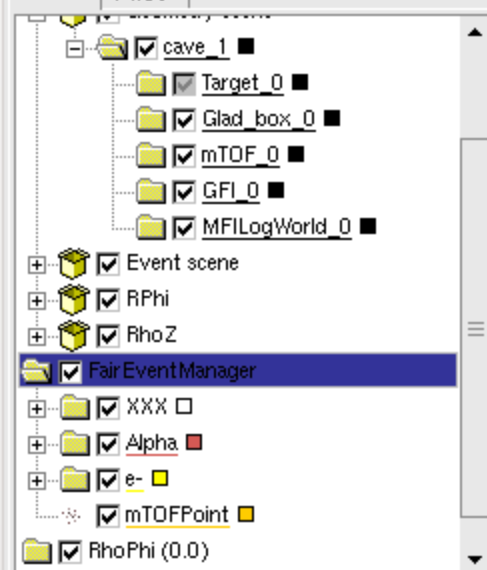 cave_1
Target_0
Glad_box_0
mTOF_0
GFI_0
MFILogWorld_0
Event scene
RPhi
RhoZ
FairEventManager
XXX
Alpha
e-
mTOFPoint
RhoPhi (0.0)